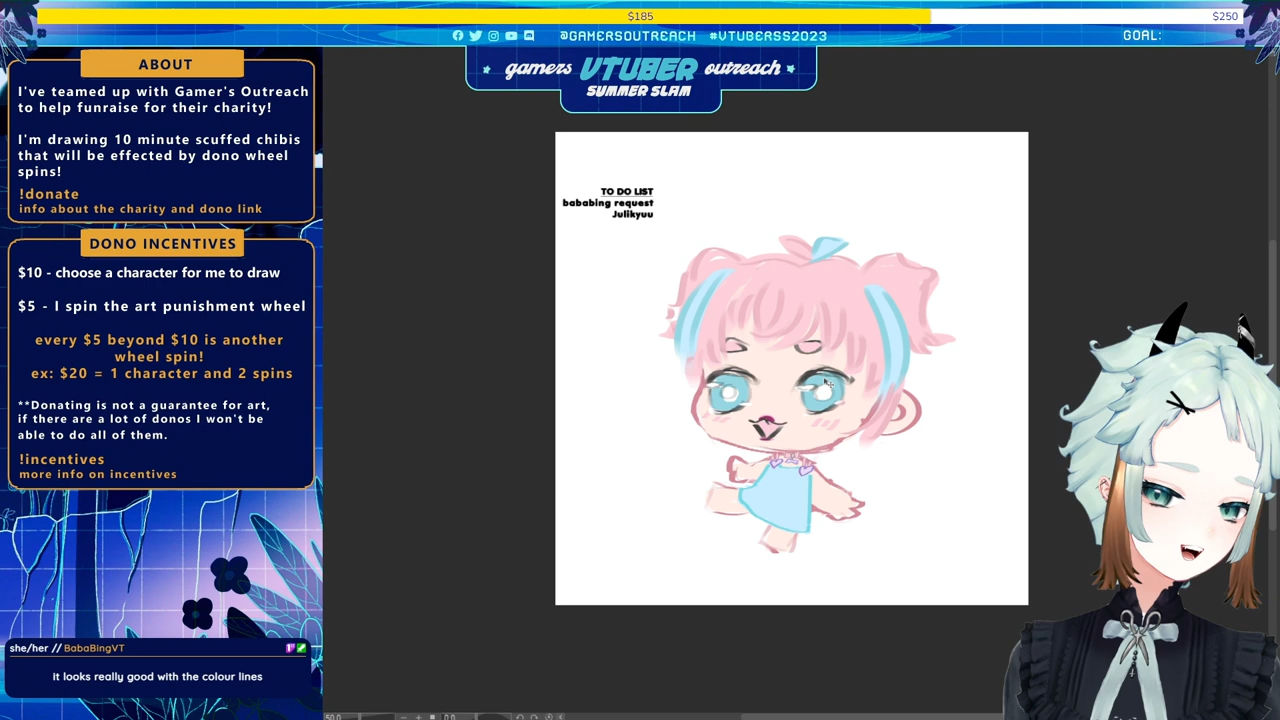 $185
$250
@GAMERSOUTREACH #VTUBERSS2023
GOAL:
gamers VTUBER outreach
SUMMER SLAM
ABOUT
I've teamed up with Gamer's Outreach
to help funraise for their charity!
I'm drawing 10 minute scuffed chibis
that will be effected by dono wheel
spins!
!donate
info about the charity and dono link
DONO INCENTIVES
$10 - choose a character for me to draw
$5 - I spin the art punishment wheel
every $5 beyond $10 is another
wheel spin!
ex: $20 = 1 character and 2 spins
**Donating is not a guarantee for art,
if there are a lot of donos I won't be
able to do all of them.
!incentives
more info on incentives
TO DO LIST
bababing request
Julikyuu
she/her // BabaBingVT
it looks really good with the colour lines